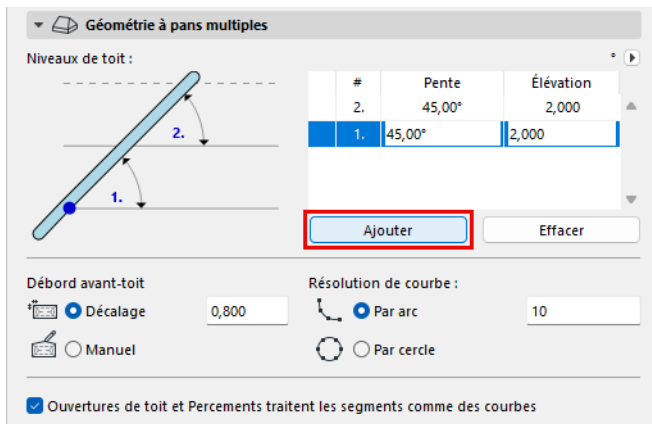 Géométrie à pans multiples
Niveaux de toit :
°
# Pente Élévation
2. 45,00° 2,000
1. 45,00° 2,000
2.
1.
Ajouter Effacer
Débord avant-toit Résolution de courbe :
Décalage 0,800 Par arc 10
Manuel Par cercle
Ouvertures de toit et Percements traitent les segments comme des courbes